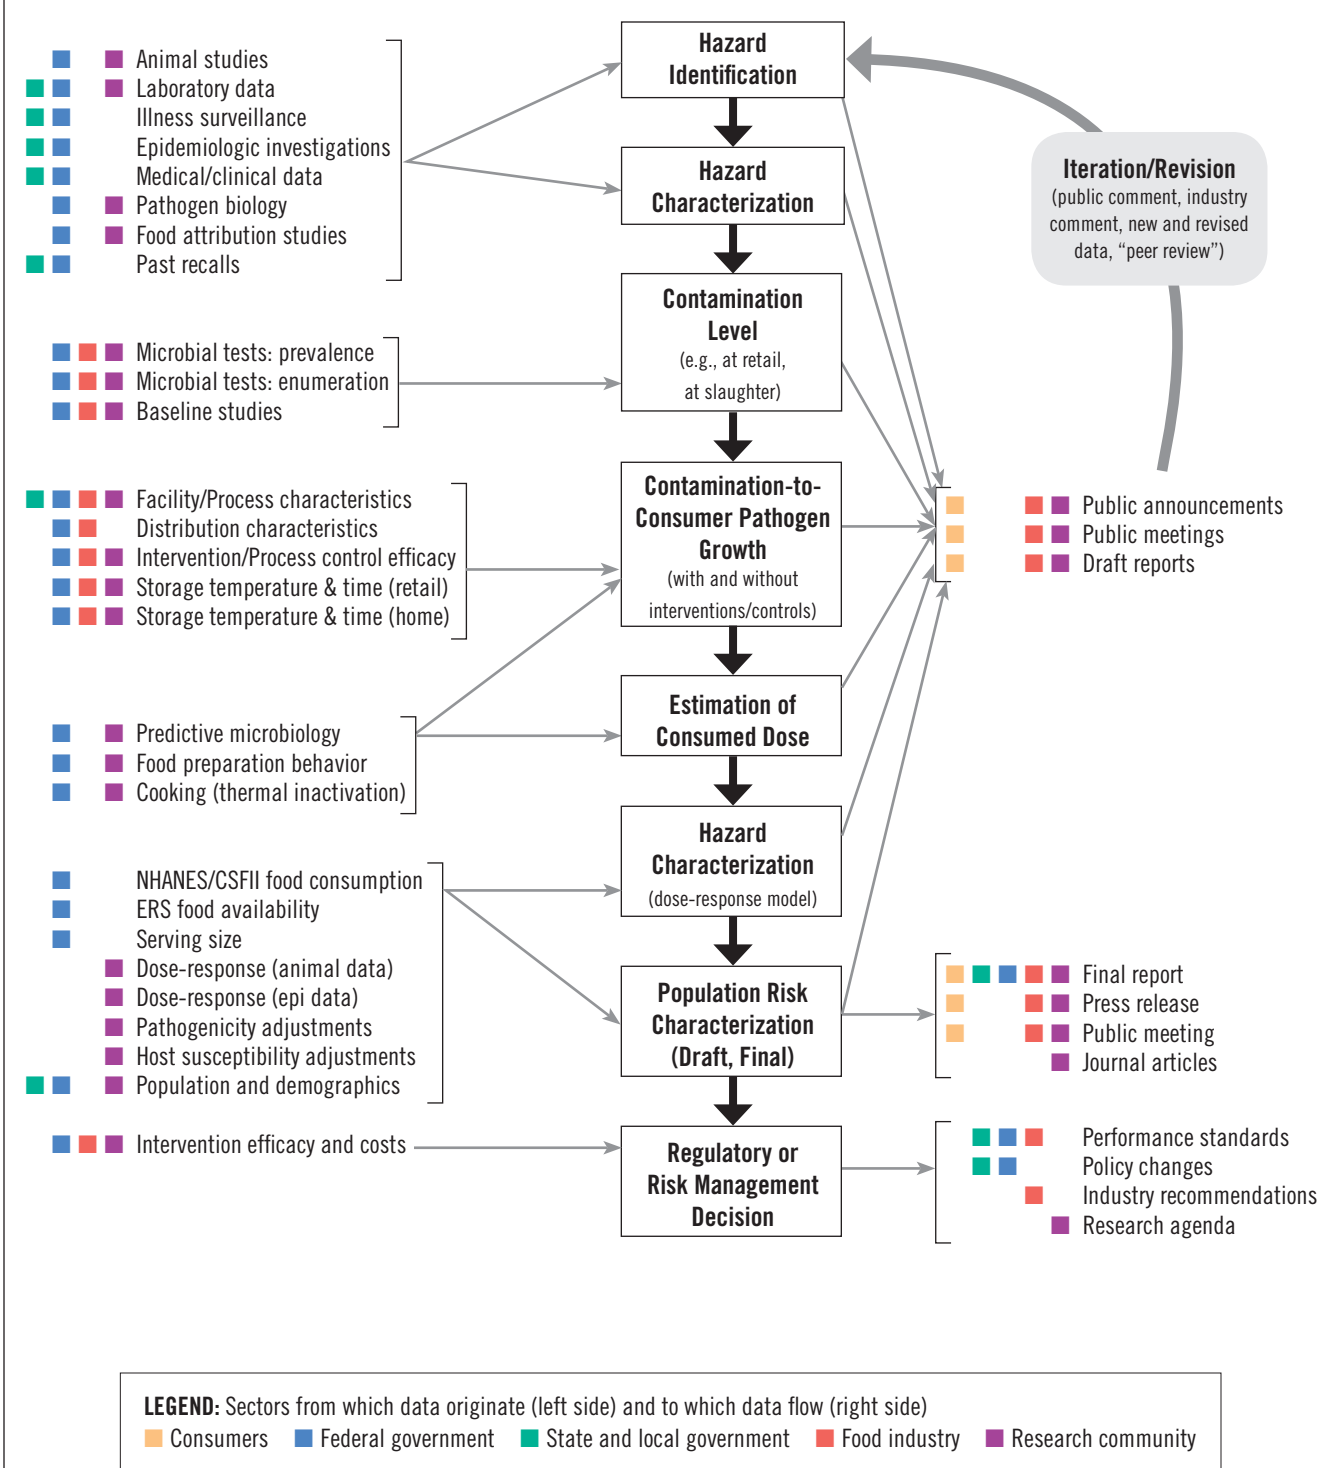 Animal studies
Laboratory data
Illness surveillance
Epidemiologic investigations
Medical/clinical data
Pathogen biology
Food attribution studies
Past recalls
Microbial tests: prevalence
Microbial tests: enumeration
Baseline studies
Facility/Process characteristics
Distribution characteristics
Intervention/Process control efficacy
Storage temperature & time (retail)
Storage temperature & time (home)
Predictive microbiology
Food preparation behavior
Cooking (thermal inactivation)
NHANES/CSFII food consumption
ERS food availability
Serving size
Dose-response (animal data)
Dose-response (epi data)
Pathogenicity adjustments
Host susceptibility adjustments
Population and demographics
Intervention efficacy and costs
Hazard
Identification
Hazard
Characterization
Contamination
Level
(e.g., at retail,
at slaughter)
Contamination-to-
Consumer Pathogen
Growth
(with and without
interventions/controls)
Estimation of
Consumed Dose
Hazard
Characterization
(dose-response model)
Population Risk
Characterization
(Draft, Final)
Regulatory or
Risk Management
Decision
Iteration/Revision
(public comment, industry
comment, new and revised
data, “peer review”)
Public announcements
Public meetings
Draft reports
Final report
Press release
Public meeting
Journal articles
Performance standards
Policy changes
Industry recommendations
Research agenda
LEGEND: Sectors from which data originate (left side) and to which data flow (right side)
Consumers Federal government State and local government Food industry Research community